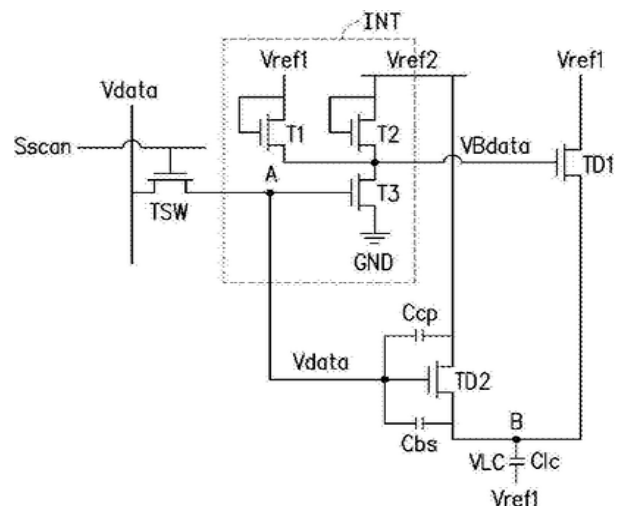 INT
Vref1
Vref2
Vref1
Vdata
Sscan
T1
T2
VBdata
TD1
A
T3
TSW
GND
Ccp
Vdata
TD2
Cbs
B
VLC
Clc
Vref1